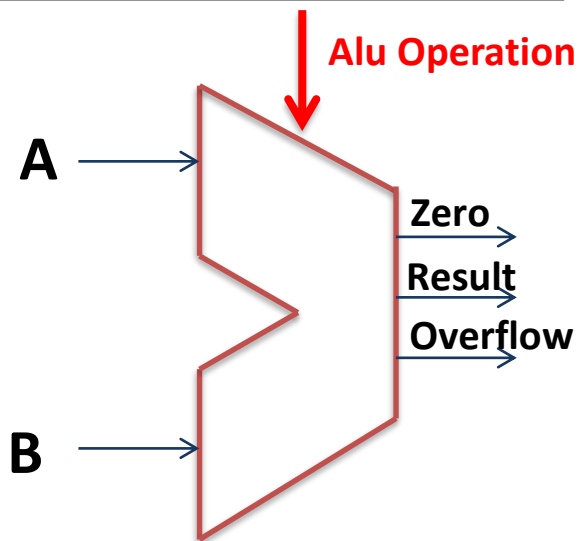 Alu Operation
A
Zero
Result
Overflow
B